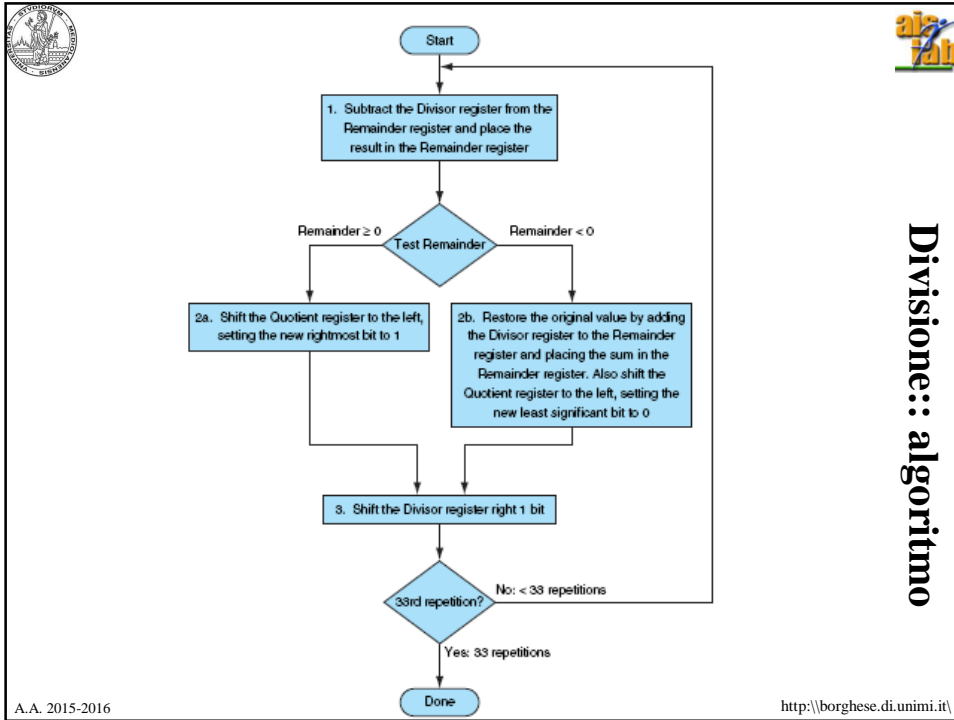 Start
1. Subtract the Divisor register from the
Remainder register and place the
result in the Remainder register
Remainder ≥ 0
Remainder < 0
Test Remainder
2a. Shift the Quotient register to the left,
setting the new rightmost bit to 1
2b. Restore the original value by adding
the Divisor register to the Remainder
register and placing the sum in the
Remainder register. Also shift the
Quotient register to the left, setting the
new least significant bit to 0
3. Shift the Divisor register right 1 bit
33rd repetition?
No: < 33 repetitions
Yes: 33 repetitions
Done
Divisione:: algoritmo
A.A. 2015-2016
http:\\borghese.di.unimi.it\